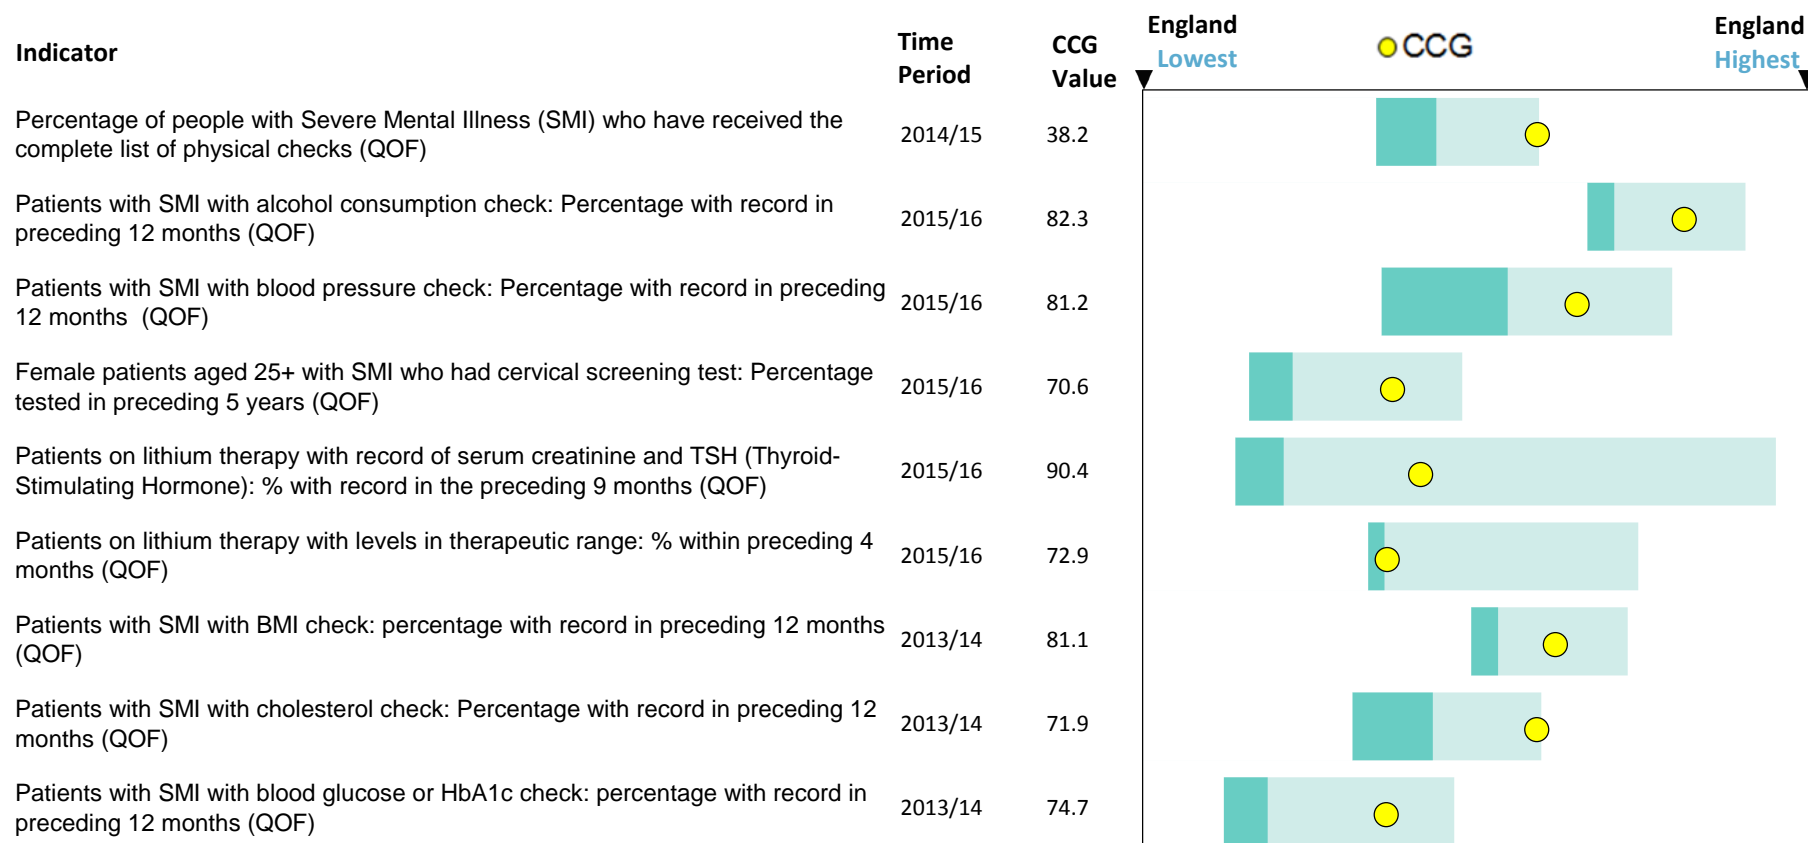 Indicator
Time
Period
CCG
Value
England
Lowest
CCG
England
Highest
Percentage of people with Severe Mental Illness (SMI) who have received the
complete list of physical checks (QOF)
2014/15
38.2
Patients with SMI with alcohol consumption check: Percentage with record in
preceding 12 months (QOF)
2015/16
82.3
Patients with SMI with blood pressure check: Percentage with record in preceding
12 months  (QOF)
2015/16
81.2
Female patients aged 25+ with SMI who had cervical screening test: Percentage
tested in preceding 5 years (QOF)
2015/16
70.6
Patients on lithium therapy with record of serum creatinine and TSH (Thyroid-
Stimulating Hormone): % with record in the preceding 9 months (QOF)
2015/16
90.4
Patients on lithium therapy with levels in therapeutic range: % within preceding 4
months (QOF)
2015/16
72.9
Patients with SMI with BMI check: percentage with record in preceding 12 months
(QOF)
2013/14
81.1
Patients with SMI with cholesterol check: Percentage with record in preceding 12
months (QOF)
2013/14
71.9
Patients with SMI with blood glucose or HbA1c check: percentage with record in
preceding 12 months (QOF)
2013/14
74.7